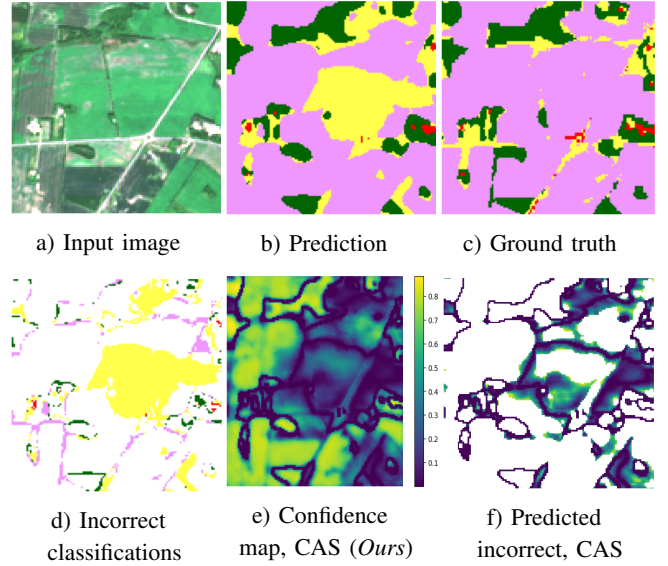 a) Input image
b) Prediction
c) Ground truth
0.8
0.7
0.6
0.5
0.4
0.3
0.2
0.1
d) Incorrect
classifications
e) Confidence
map, CAS (Ours)
f) Predicted
incorrect, CAS